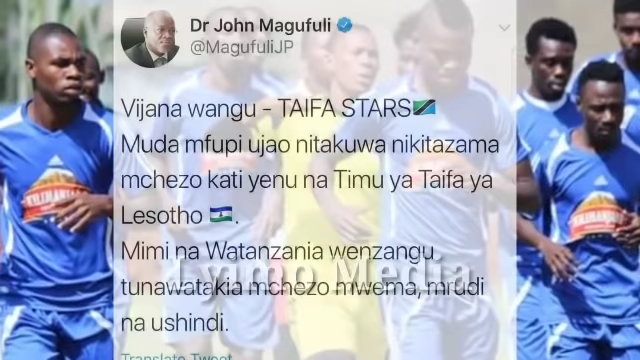 Dr John Magufuli
@MagufuliJP
Vijana wangu - TAIFA STARS🇹🇿
Muda mfupi ujao nitakuwa nikitazama
mchezo kati yenu na Timu ya Taifa ya
Lesotho 🇱🇸.
Mimi na Watanzania wenzangu
Lyimo Media
tunawatakia mchezo mwema, mrudi
na ushindi.
Translate Tweet
KILIMANJARO